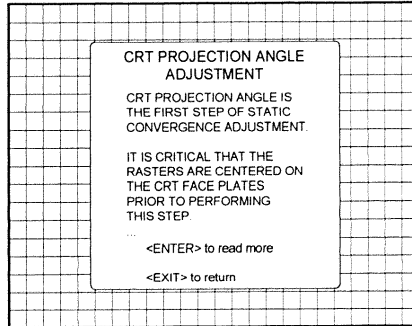 CRT PROJECTION ANGLE
ADJUSTMENT
CRT PROJECTION ANGLE IS
THE FIRST STEP OF STATIC
CONVERGENCE ADJUSTMENT.
IT IS CRITICAL THAT THE
RASTERS ARE CENTERED ON
THE CRT FACE PLATES
PRIOR TO PERFORMING
THIS STEP.
...
<ENTER> to read more
<EXIT> to return